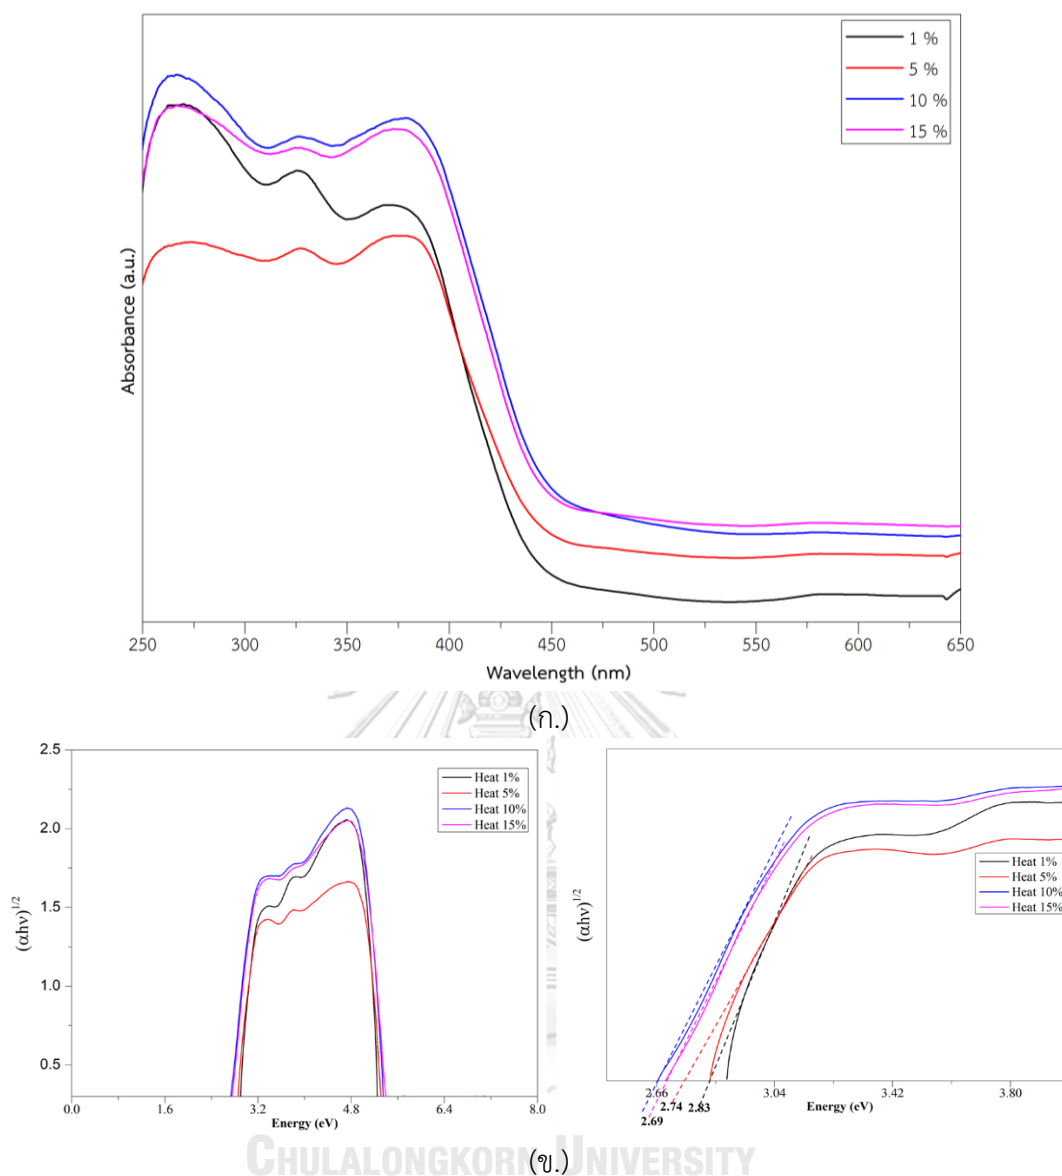 1 %
5 %
10 %
15 %
Absorbance (a.u.)
250 300 350 400 450 500 550 600 650
Wavelength (nm)
(ก.)
2.5
2.0
1.5
1.0
0.5
(αhν)1/2
Heat 1%
Heat 5%
Heat 10%
Heat 15%
0.0 1.6 3.2 4.8 6.4 8.0
Energy (eV)
(αhν)1/2
Heat 1%
Heat 5%
Heat 10%
Heat 15%
2.66 3.04 3.42 3.80
2.74 2.83
2.69
Energy (eV)
(ข.)
CHULALONGKORN UNIVERSITY